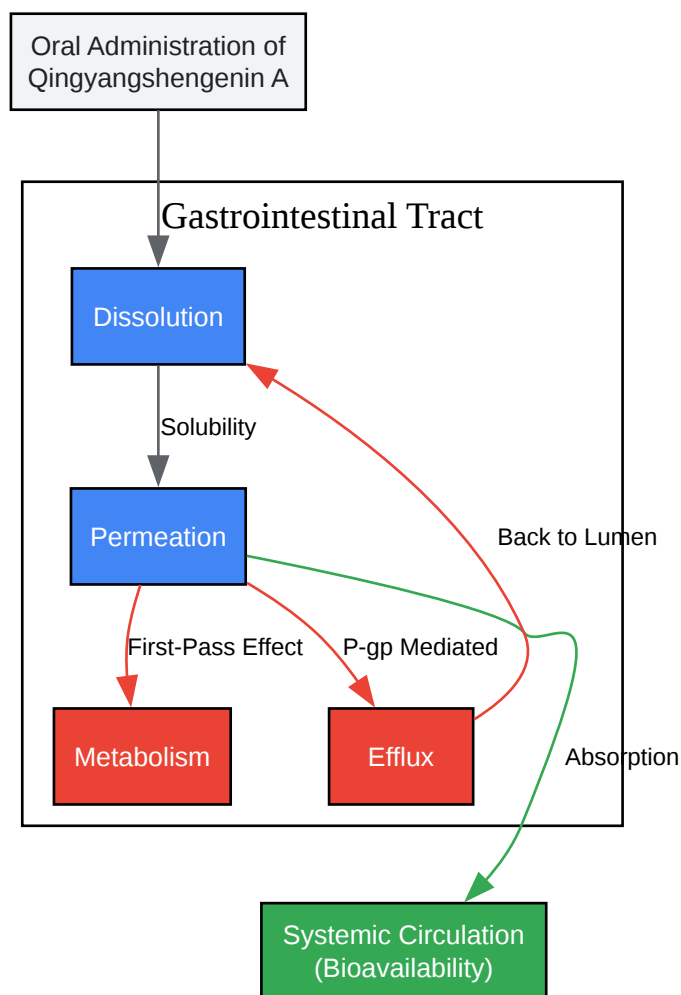 Oral Administration of
Qingyangshengenin A
Gastrointestinal Tract
Dissolution
Solubility
Permeation
Back to Lumen
First-Pass Effect
P-gp Mediated
Metabolism
Efflux
Absorption
Systemic Circulation
(Bioavailability)